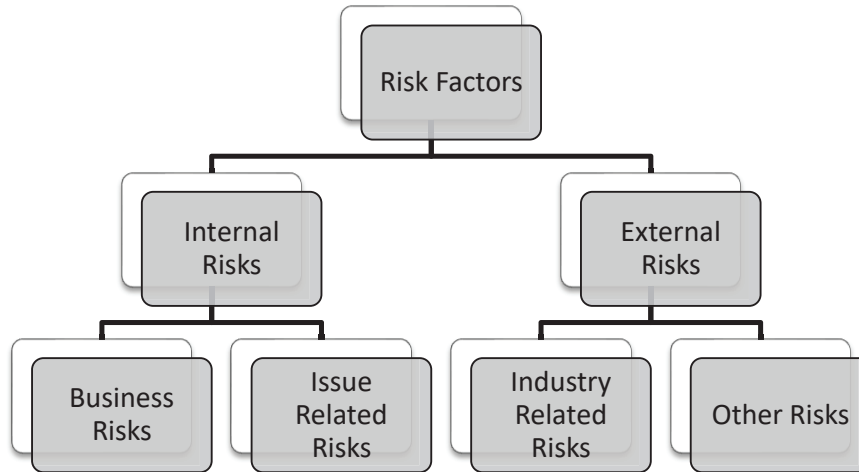 Risk Factors
Internal
Risks
External
Risks
Business
Risks
Issue
Related
Risks
Industry
Related
Risks
Other Risks